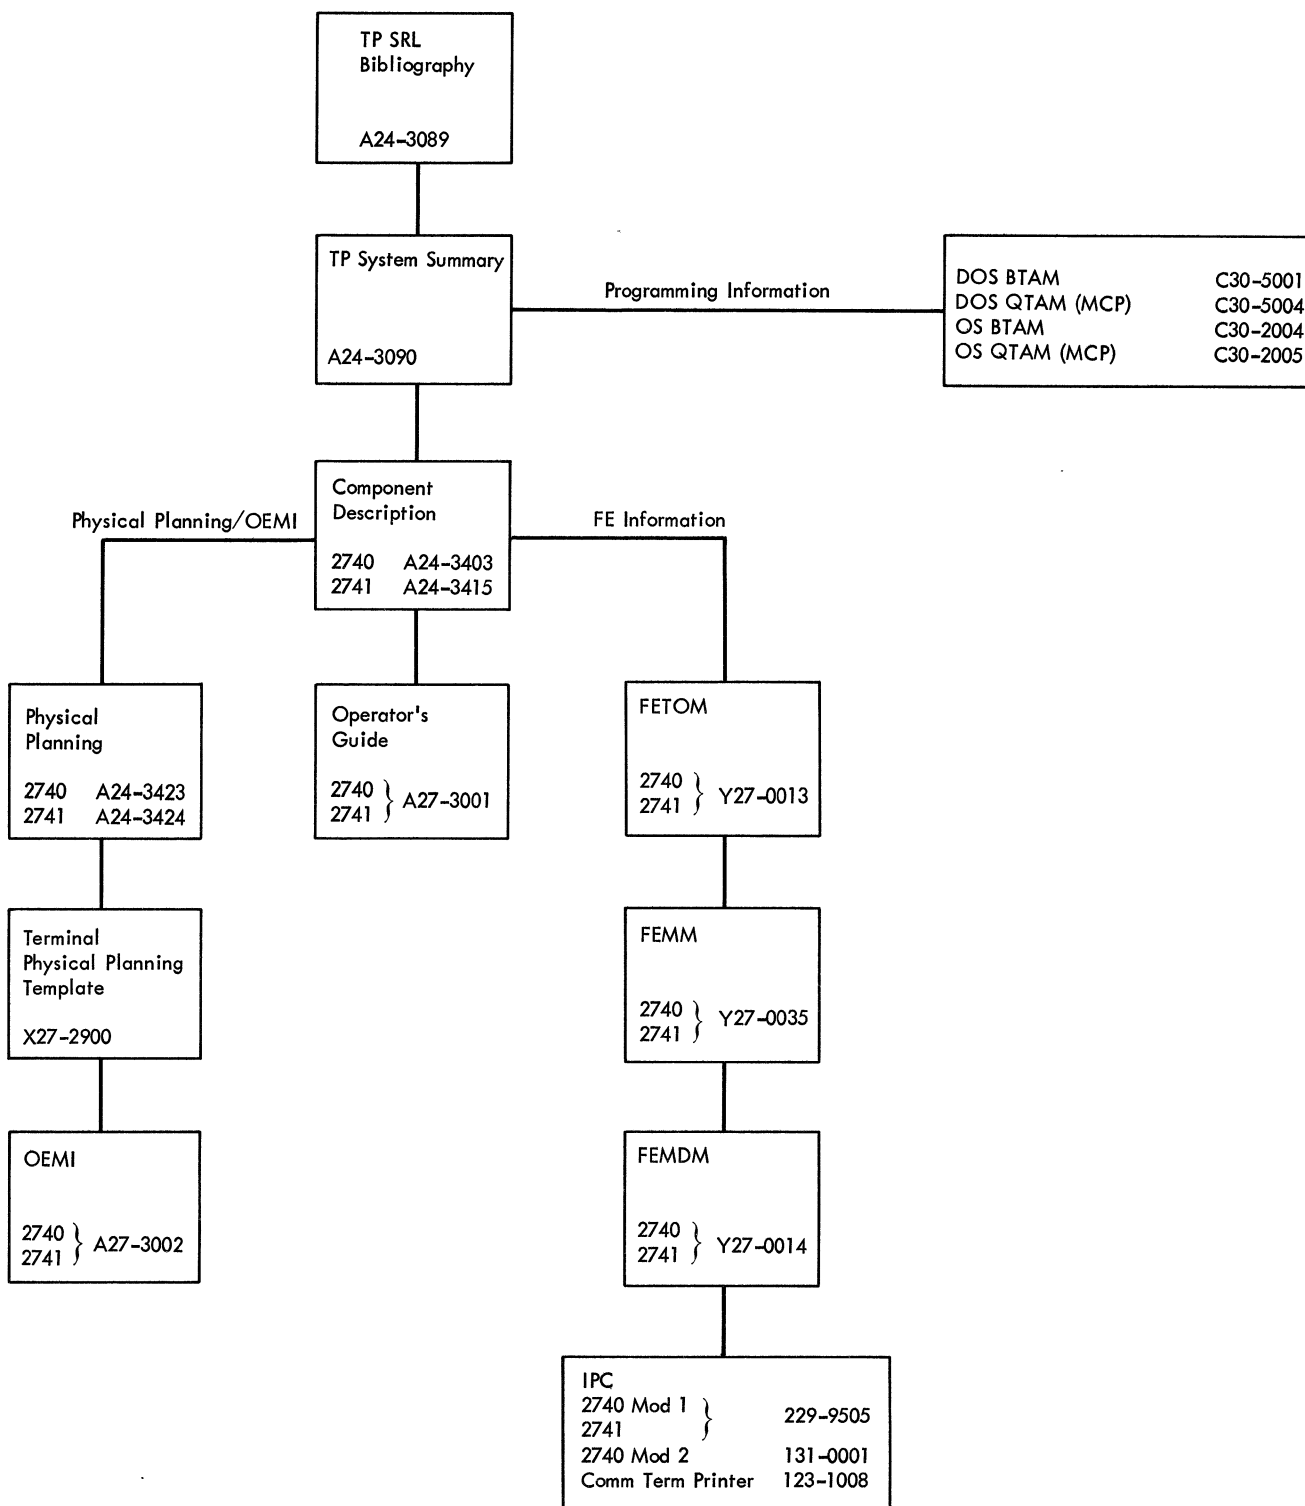 TP SRL
Bibliography
A24-3089
TP System Summary
A24-3090
Programming Information
DOS BTAM C30-5001
DOS QTAM (MCP) C30-5004
OS BTAM C30-2004
OS QTAM (MCP) C30-2005
Component
Description
2740 A24-3403
2741 A24-3415
Physical Planning/OEMI
FE Information
Physical
Planning
2740 A24-3423
2741 A24-3424
Operator's
Guide
2740
2741 } A27-3001
FETOM
2740
2741 } Y27-0013
Terminal
Physical Planning
Template
X27-2900
FEMM
2740
2741 } Y27-0035
OEMI
2740
2741 } A27-3002
FEMDM
2740
2741 } Y27-0014
IPC
2740 Mod 1
2741 } 229-9505
2740 Mod 2 131-0001
Comm Term Printer 123-1008